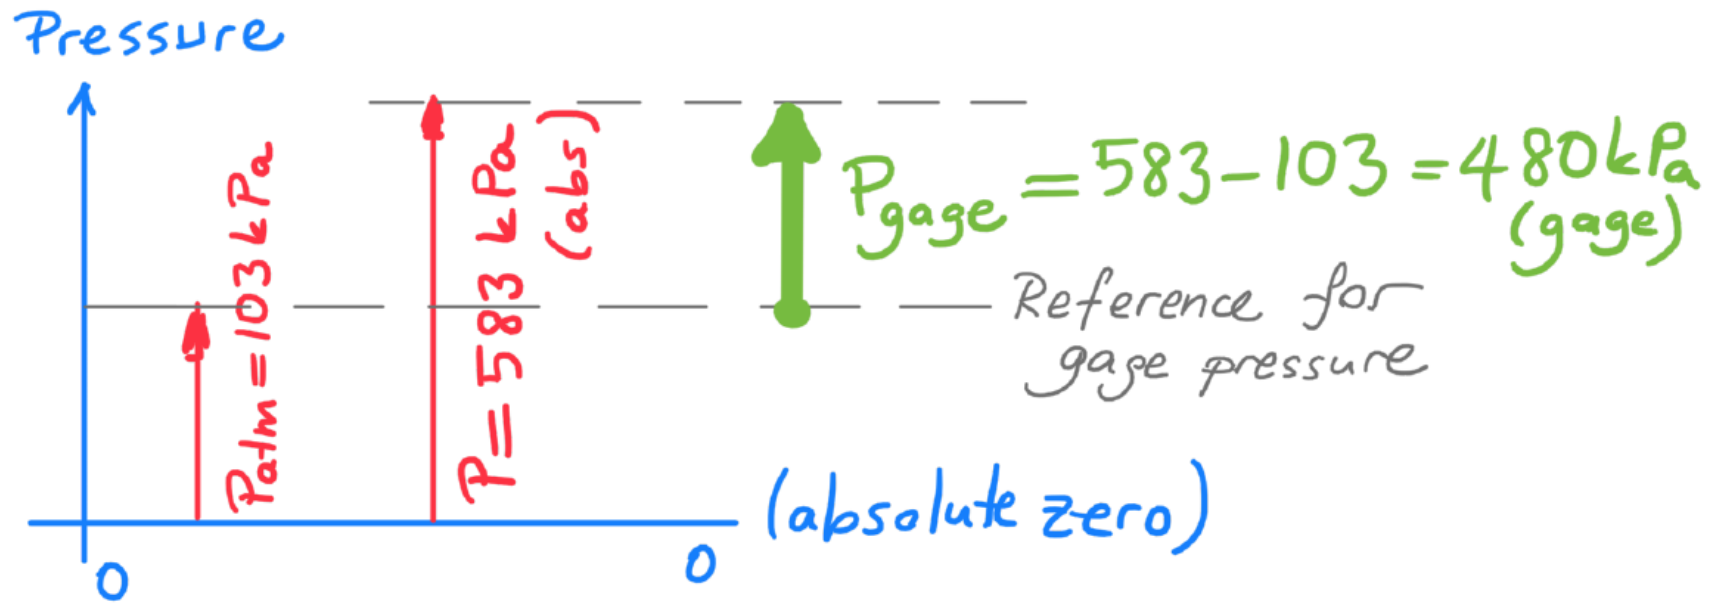 Pressure
Patm = 103 kPa
P = 583 kPa
(abs)
Pgage = 583 - 103 = 480 kPa
(gage)
Reference for
gage pressure
(absolute zero)
0
0